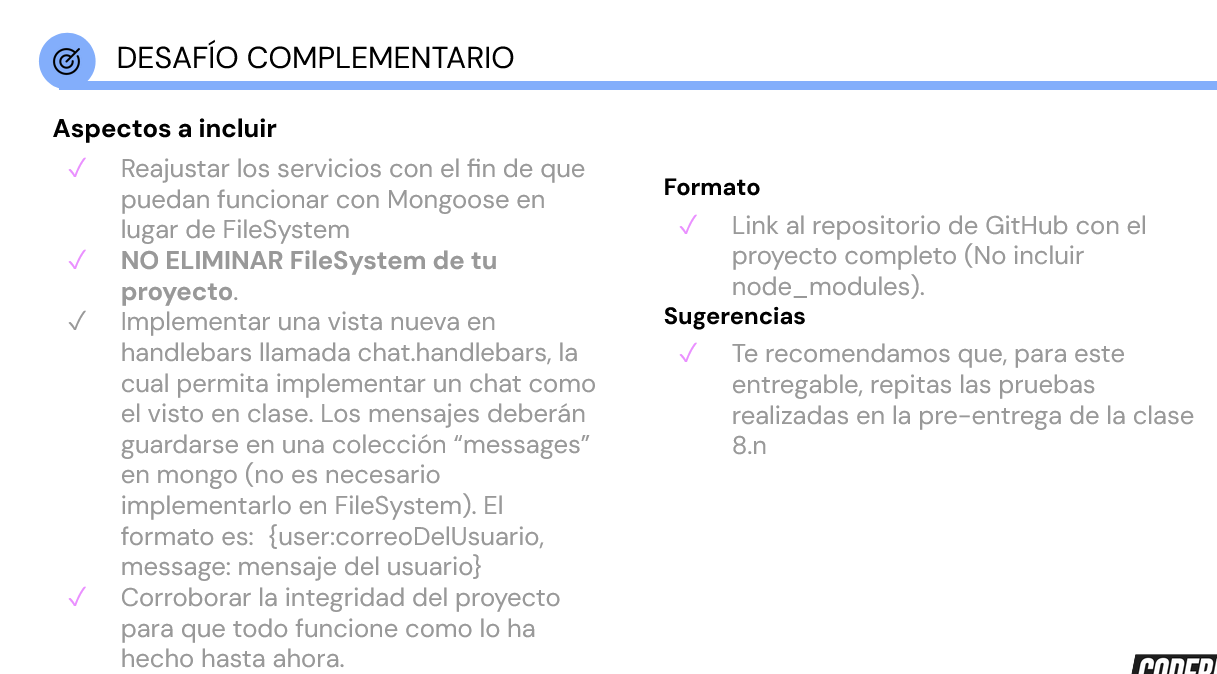 DESAFÍO COMPLEMENTARIO
Aspectos a incluir
Reajustar los servicios con el fin de que
puedan funcionar con Mongoose en
lugar de FileSystem
NO ELIMINAR FileSystem de tu
proyecto.
Implementar una vista nueva en
handlebars llamada chat.handlebars, la
cual permita implementar un chat como
el visto en clase. Los mensajes deberán
guardarse en una colección “messages”
en mongo (no es necesario
implementarlo en FileSystem). El
formato es:  {user:correoDelUsuario,
message: mensaje del usuario}
Corroborar la integridad del proyecto
para que todo funcione como lo ha
hecho hasta ahora.
Formato
Link al repositorio de GitHub con el
proyecto completo (No incluir
node_modules).
Sugerencias
Te recomendamos que, para este
entregable, repitas las pruebas
realizadas en la pre-entrega de la clase
8.n
CODER